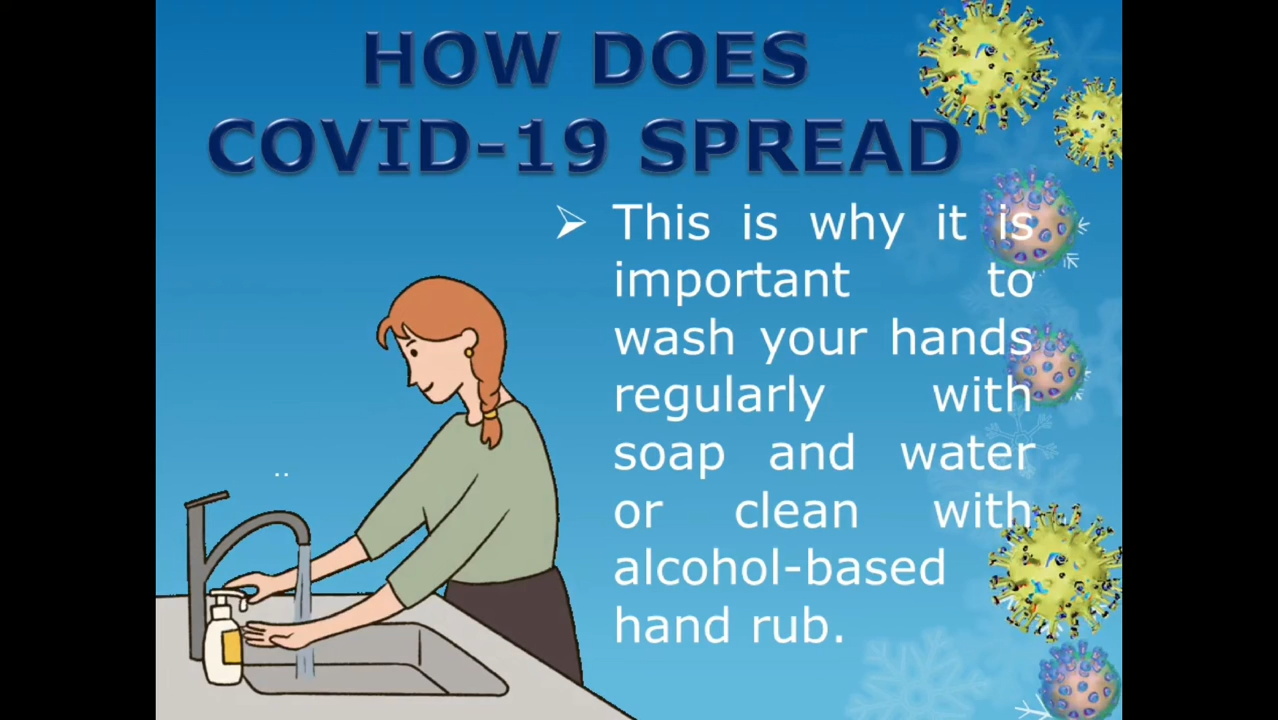 HOW DOES
COVID-19 SPREAD
This is why it is
important to
wash your hands
regularly with
soap and water
or clean with
alcohol-based
hand rub.